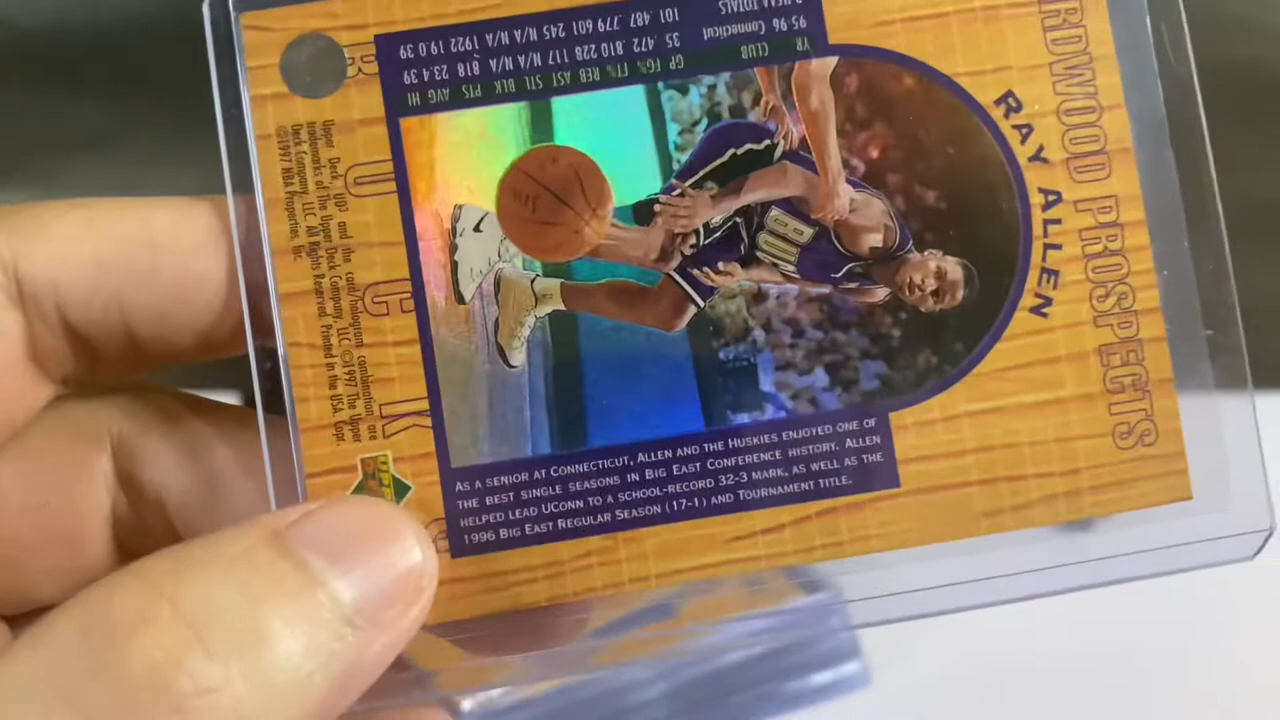 HARDWOOD PROSPECTS
RAY ALLEN
BUCKS
YR CLUB GP FG% FT% REB AST STL BLK PTS AVG HI
95-96 Connecticut 35 .472 .810 228 117 N/A N/A 818 23.4 39
3 NCAA TOTALS 101 .487 .779 601 245 N/A N/A 1922 19.0 39
BUC
AS A SENIOR AT CONNECTICUT, ALLEN AND THE HUSKIES ENJOYED ONE OF
THE BEST SINGLE SEASONS IN BIG EAST CONFERENCE HISTORY. ALLEN
HELPED LEAD UCONN TO A SCHOOL-RECORD 32-3 MARK, AS WELL AS THE
1996 BIG EAST REGULAR SEASON (17-1) AND TOURNAMENT TITLE.
Upper Deck, UD³ and the card/hologram combination are
trademarks of The Upper Deck Company, LLC. ©1997 The Upper
Deck Company, LLC. All Rights Reserved. Printed in the USA. Copr.
©1997 NBA Properties, Inc.